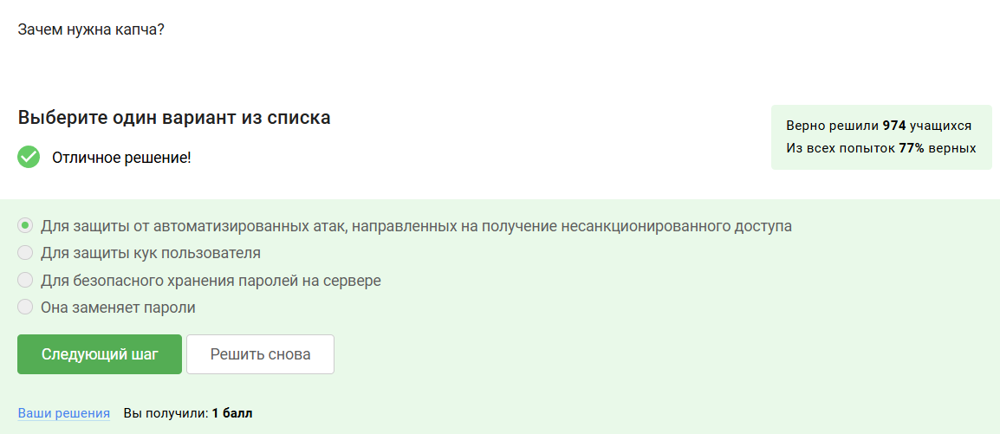 Зачем нужна капча?
Выберите один вариант из списка
Отличное решение!
Верно решили 974 учащихся
Из всех попыток 77% верных
Для защиты от автоматизированных атак, направленных на получение несанкционированного доступа
Для защиты кук пользователя
Для безопасного хранения паролей на сервере
Она заменяет пароли
Следующий шаг
Решить снова
Ваши решения Вы получили: 1 балл